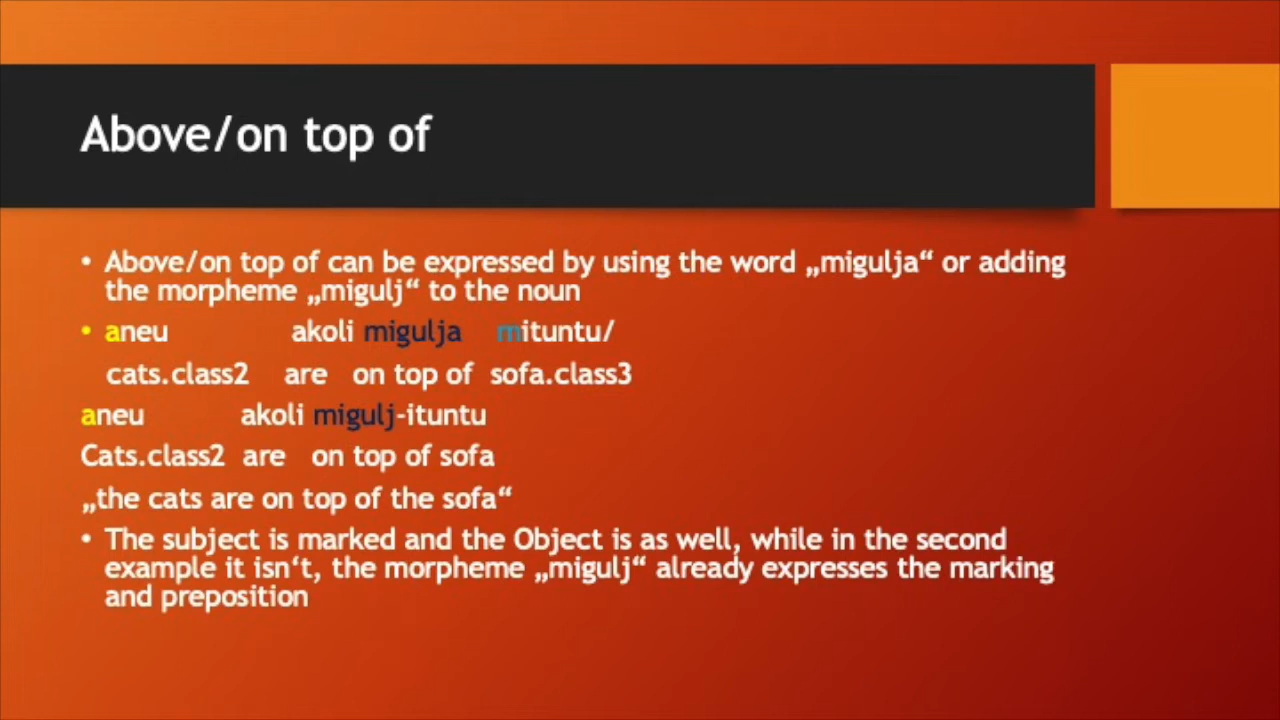 Above/on top of
• Above/on top of can be expressed by using the word „migulja“ or adding
the morpheme „migulj“ to the noun
• aneu akoli migulja mituntu/
cats.class2 are on top of sofa.class3
aneu akoli migulj-ituntu
Cats.class2 are on top of sofa
„the cats are on top of the sofa“
• The subject is marked and the Object is as well, while in the second
example it isn‘t, the morpheme „migulj“ already expresses the marking
and preposition